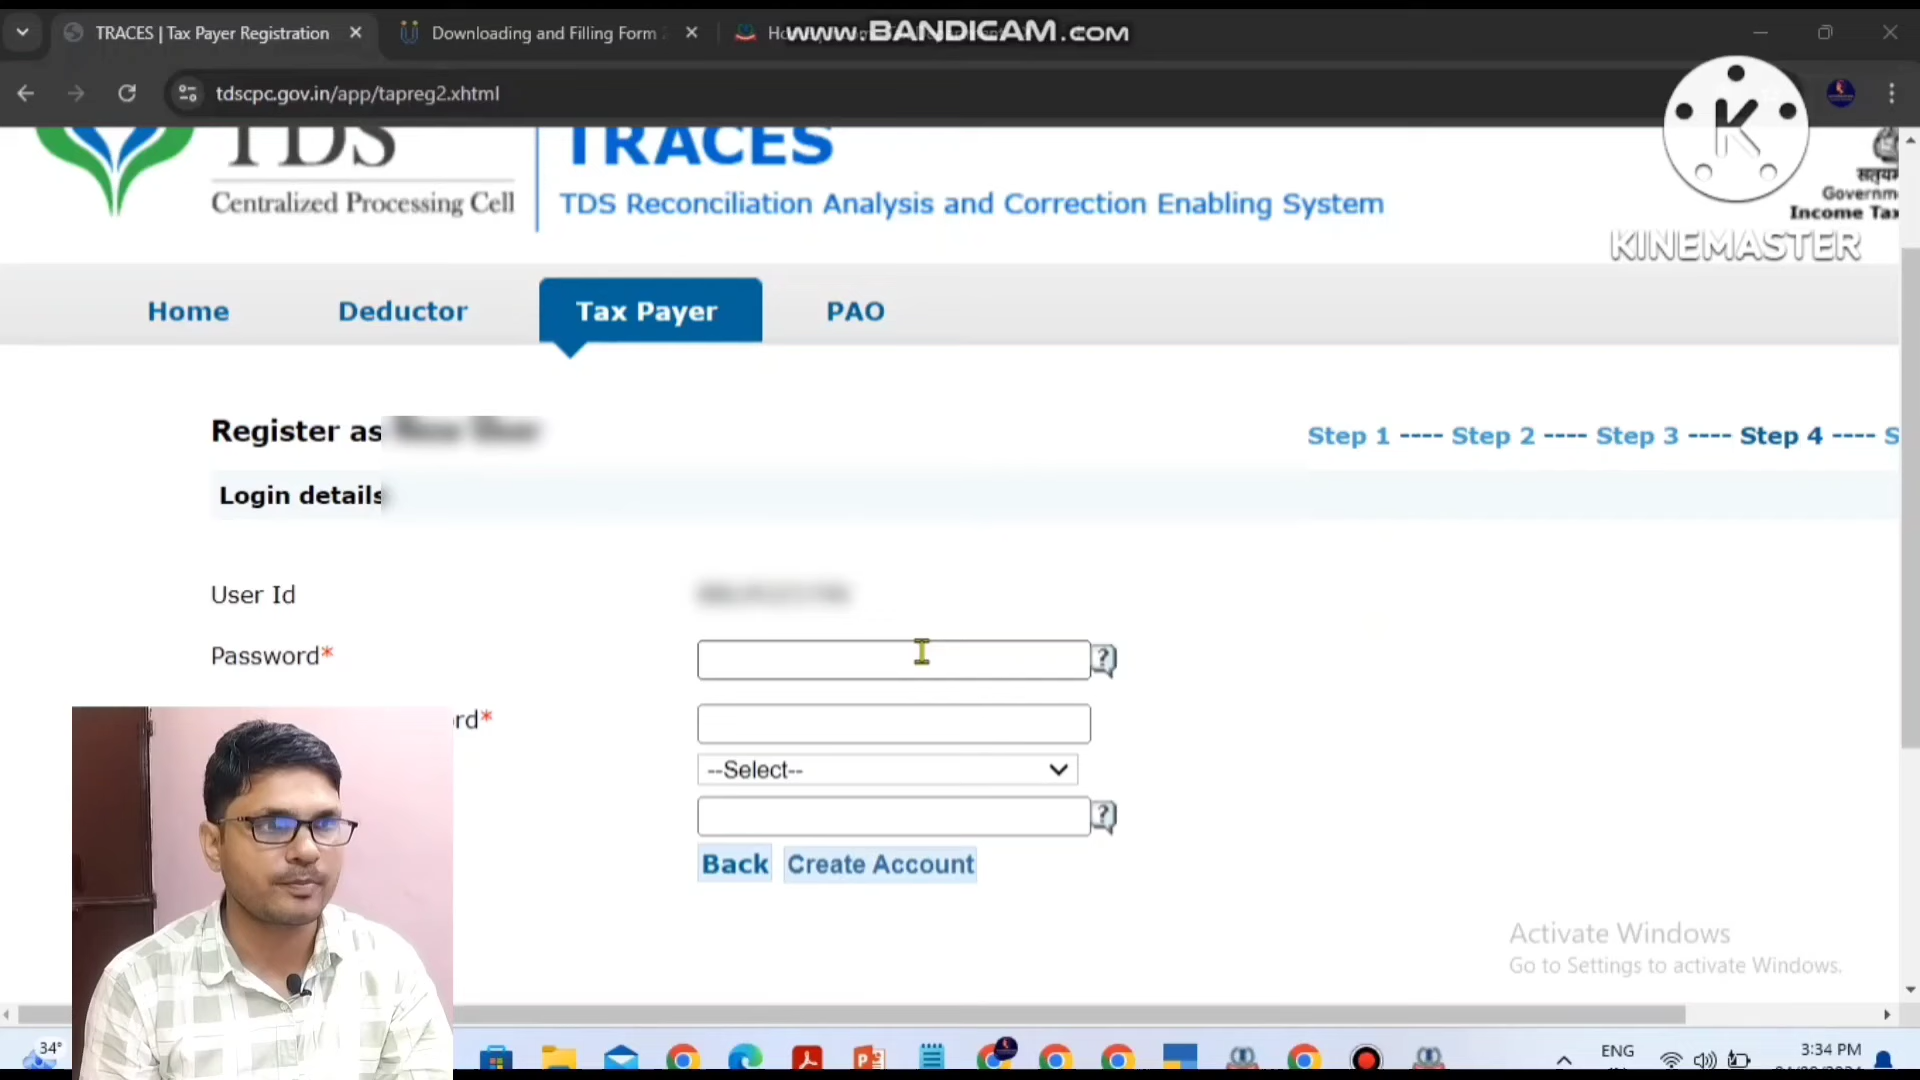 TRACES | Tax Payer Registration
Downloading and Filling Form
www.BANDICAM.com
tdscpc.gov.in/app/tapreg2.xhtml
TDS
Centralized Processing Cell
TRACES
TDS Reconciliation Analysis and Correction Enabling System
Governm
Income Tax
KINEMASTER
Home
Deductor
Tax Payer
PAO
Register as
Step 1 ---- Step 2 ---- Step 3 ---- Step 4 ---- S
Login details
User Id
Password*
rd*
--Select--
Back
Create Account
Activate Windows
Go to Settings to activate Windows.
34°
ENG
3:34 PM